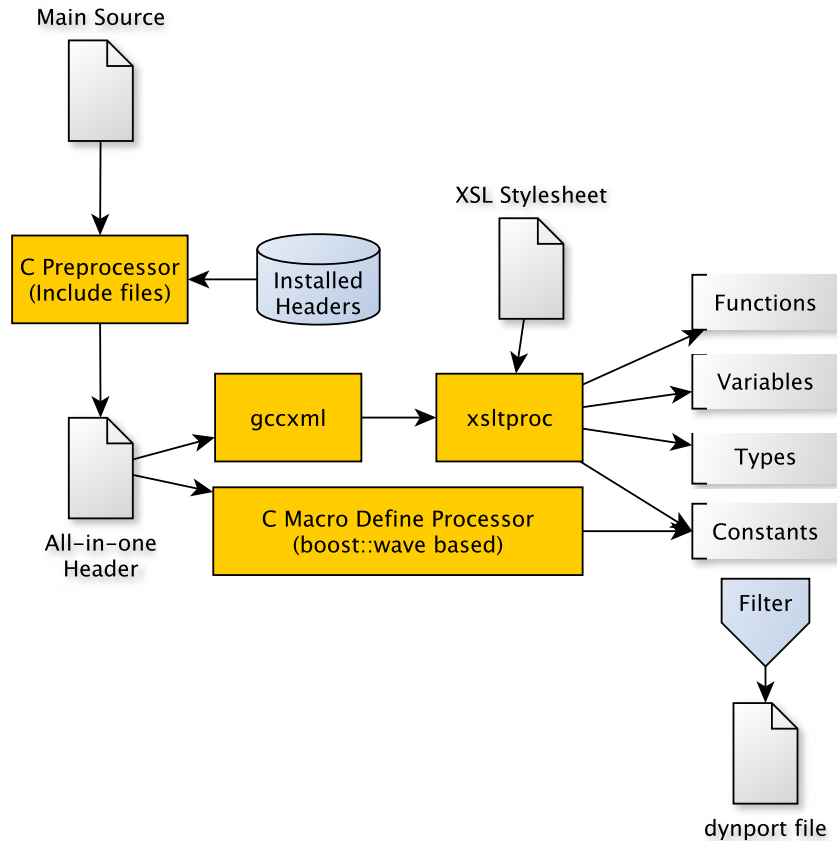 Main Source
XSL Stylesheet
C Preprocessor
(Include files)
Installed
Headers
Functions
Variables
gccxml
xsltproc
Types
C Macro Define Processor
(boost::wave based)
Constants
All-in-one
Header
Filter
dynport file